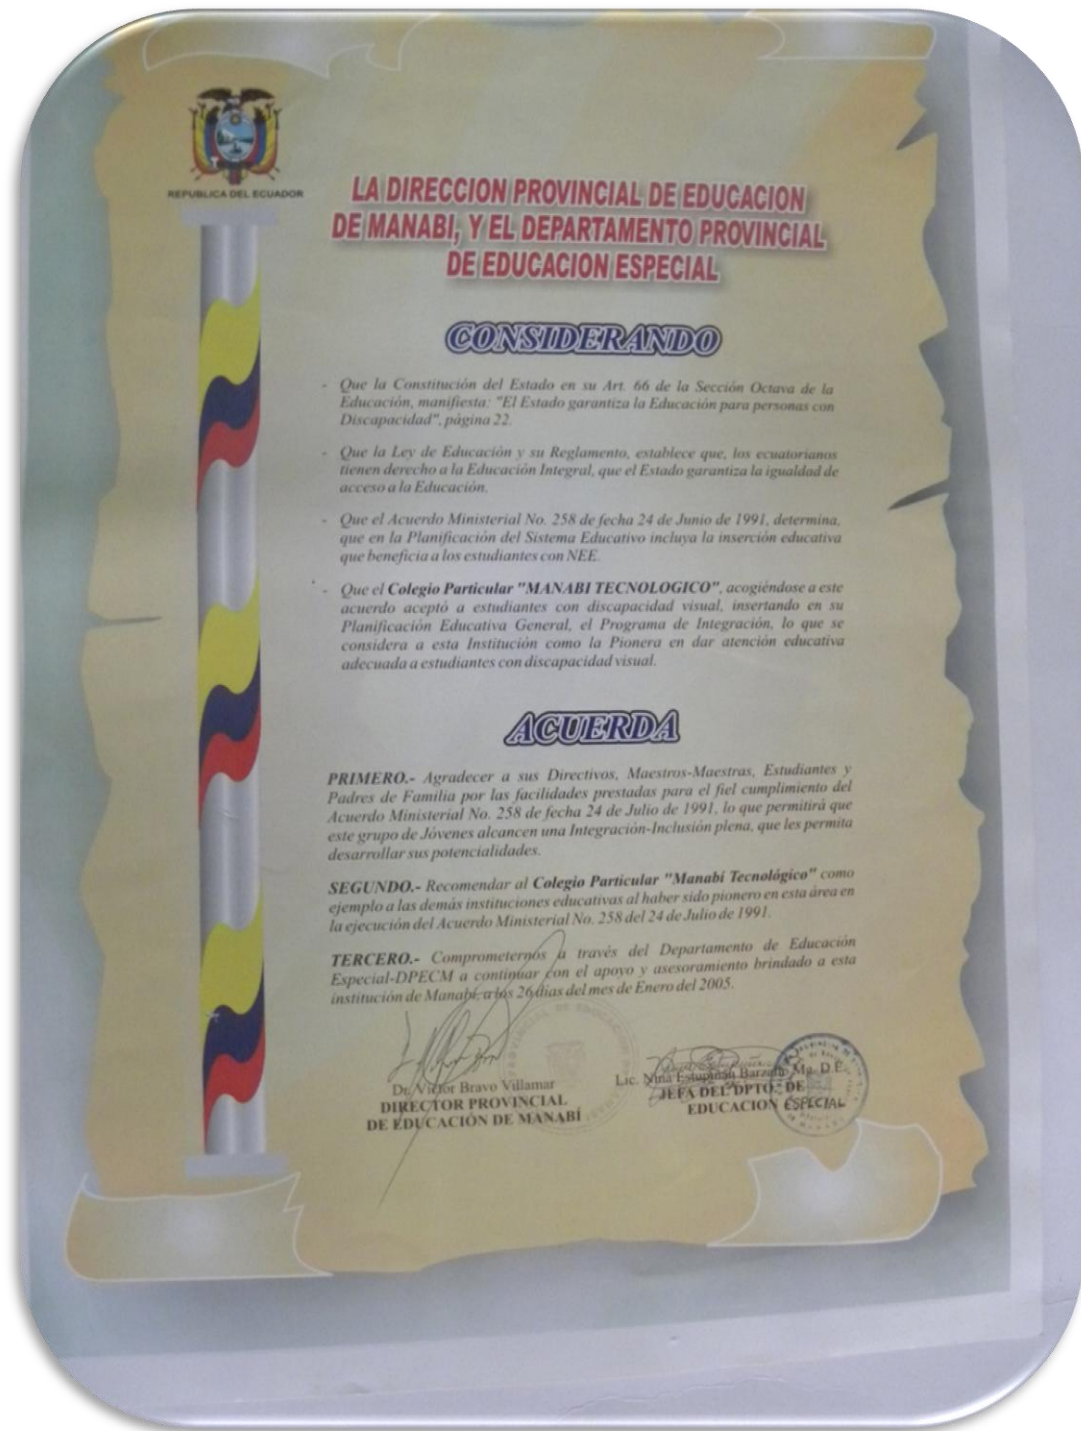 REPUBLICA DEL ECUADOR
LA DIRECCION PROVINCIAL DE EDUCACION
DE MANABI, Y EL DEPARTAMENTO PROVINCIAL
DE EDUCACION ESPECIAL
CONSIDERANDO
- Que la Constitución del Estado en su Art. 66 de la Sección Octava de la
Educación, manifiesta: "El Estado garantiza la Educación para personas con
Discapacidad", página 22.
- Que la Ley de Educación y su Reglamento, establece que, los ecuatorianos
tienen derecho a la Educación Integral, que el Estado garantiza la igualdad de
acceso a la Educación.
- Que el Acuerdo Ministerial No. 258 de fecha 24 de Junio de 1991, determina,
que en la Planificación del Sistema Educativo incluya la inserción educativa
que beneficia a los estudiantes con NEE.
- Que el Colegio Particular "MANABI TECNOLOGICO", acogiéndose a este
acuerdo aceptó a estudiantes con discapacidad visual, insertando en su
Planificación Educativa General, el Programa de Integración, lo que se
considera a esta Institución como la Pionera en dar atención educativa
adecuada a estudiantes con discapacidad visual.
ACUERDA
PRIMERO.- Agradecer a sus Directivos, Maestros-Maestras, Estudiantes y
Padres de Familia por las facilidades prestadas para el fiel cumplimiento del
Acuerdo Ministerial No. 258 de fecha 24 de Julio de 1991, lo que permitirá que
este grupo de Jóvenes alcancen una Integración-Inclusión plena, que les permita
desarrollar sus potencialidades.
SEGUNDO.- Recomendar al Colegio Particular "Manabí Tecnológico" como
ejemplo a las demás instituciones educativas al haber sido pionero en esta área en
la ejecución del Acuerdo Ministerial No. 258 del 24 de Julio de 1991.
TERCERO.- Comprometernos a través del Departamento de Educación
Especial-DPECM a continuar con el apoyo y asesoramiento brindado a esta
institución de Manabí, a los 26 días del mes de Enero del 2005.
Dr. Víctor Bravo Villamar
DIRECTOR PROVINCIAL
DE EDUCACIÓN DE MANABÍ
Lic. Nina Estupiñán Mg. D.E.
JEFA DEL DPTO. DE
EDUCACION ESPECIAL